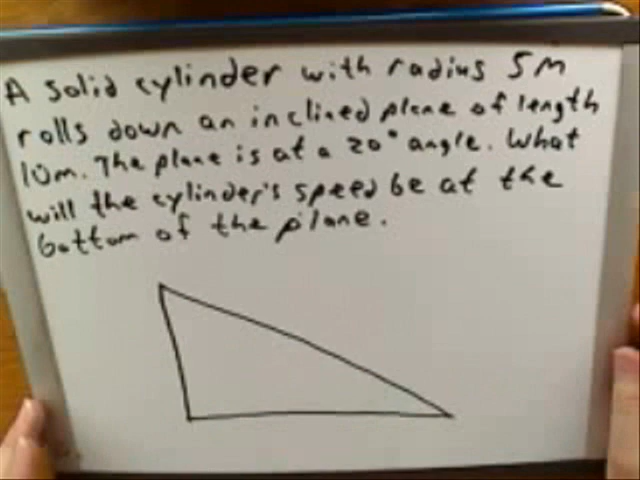 A solid cylinder with radius 5m
rolls down an inclined plane of length
10m. The plane is at a 20° angle. What
will the cylinder's speed be at the
bottom of the plane.